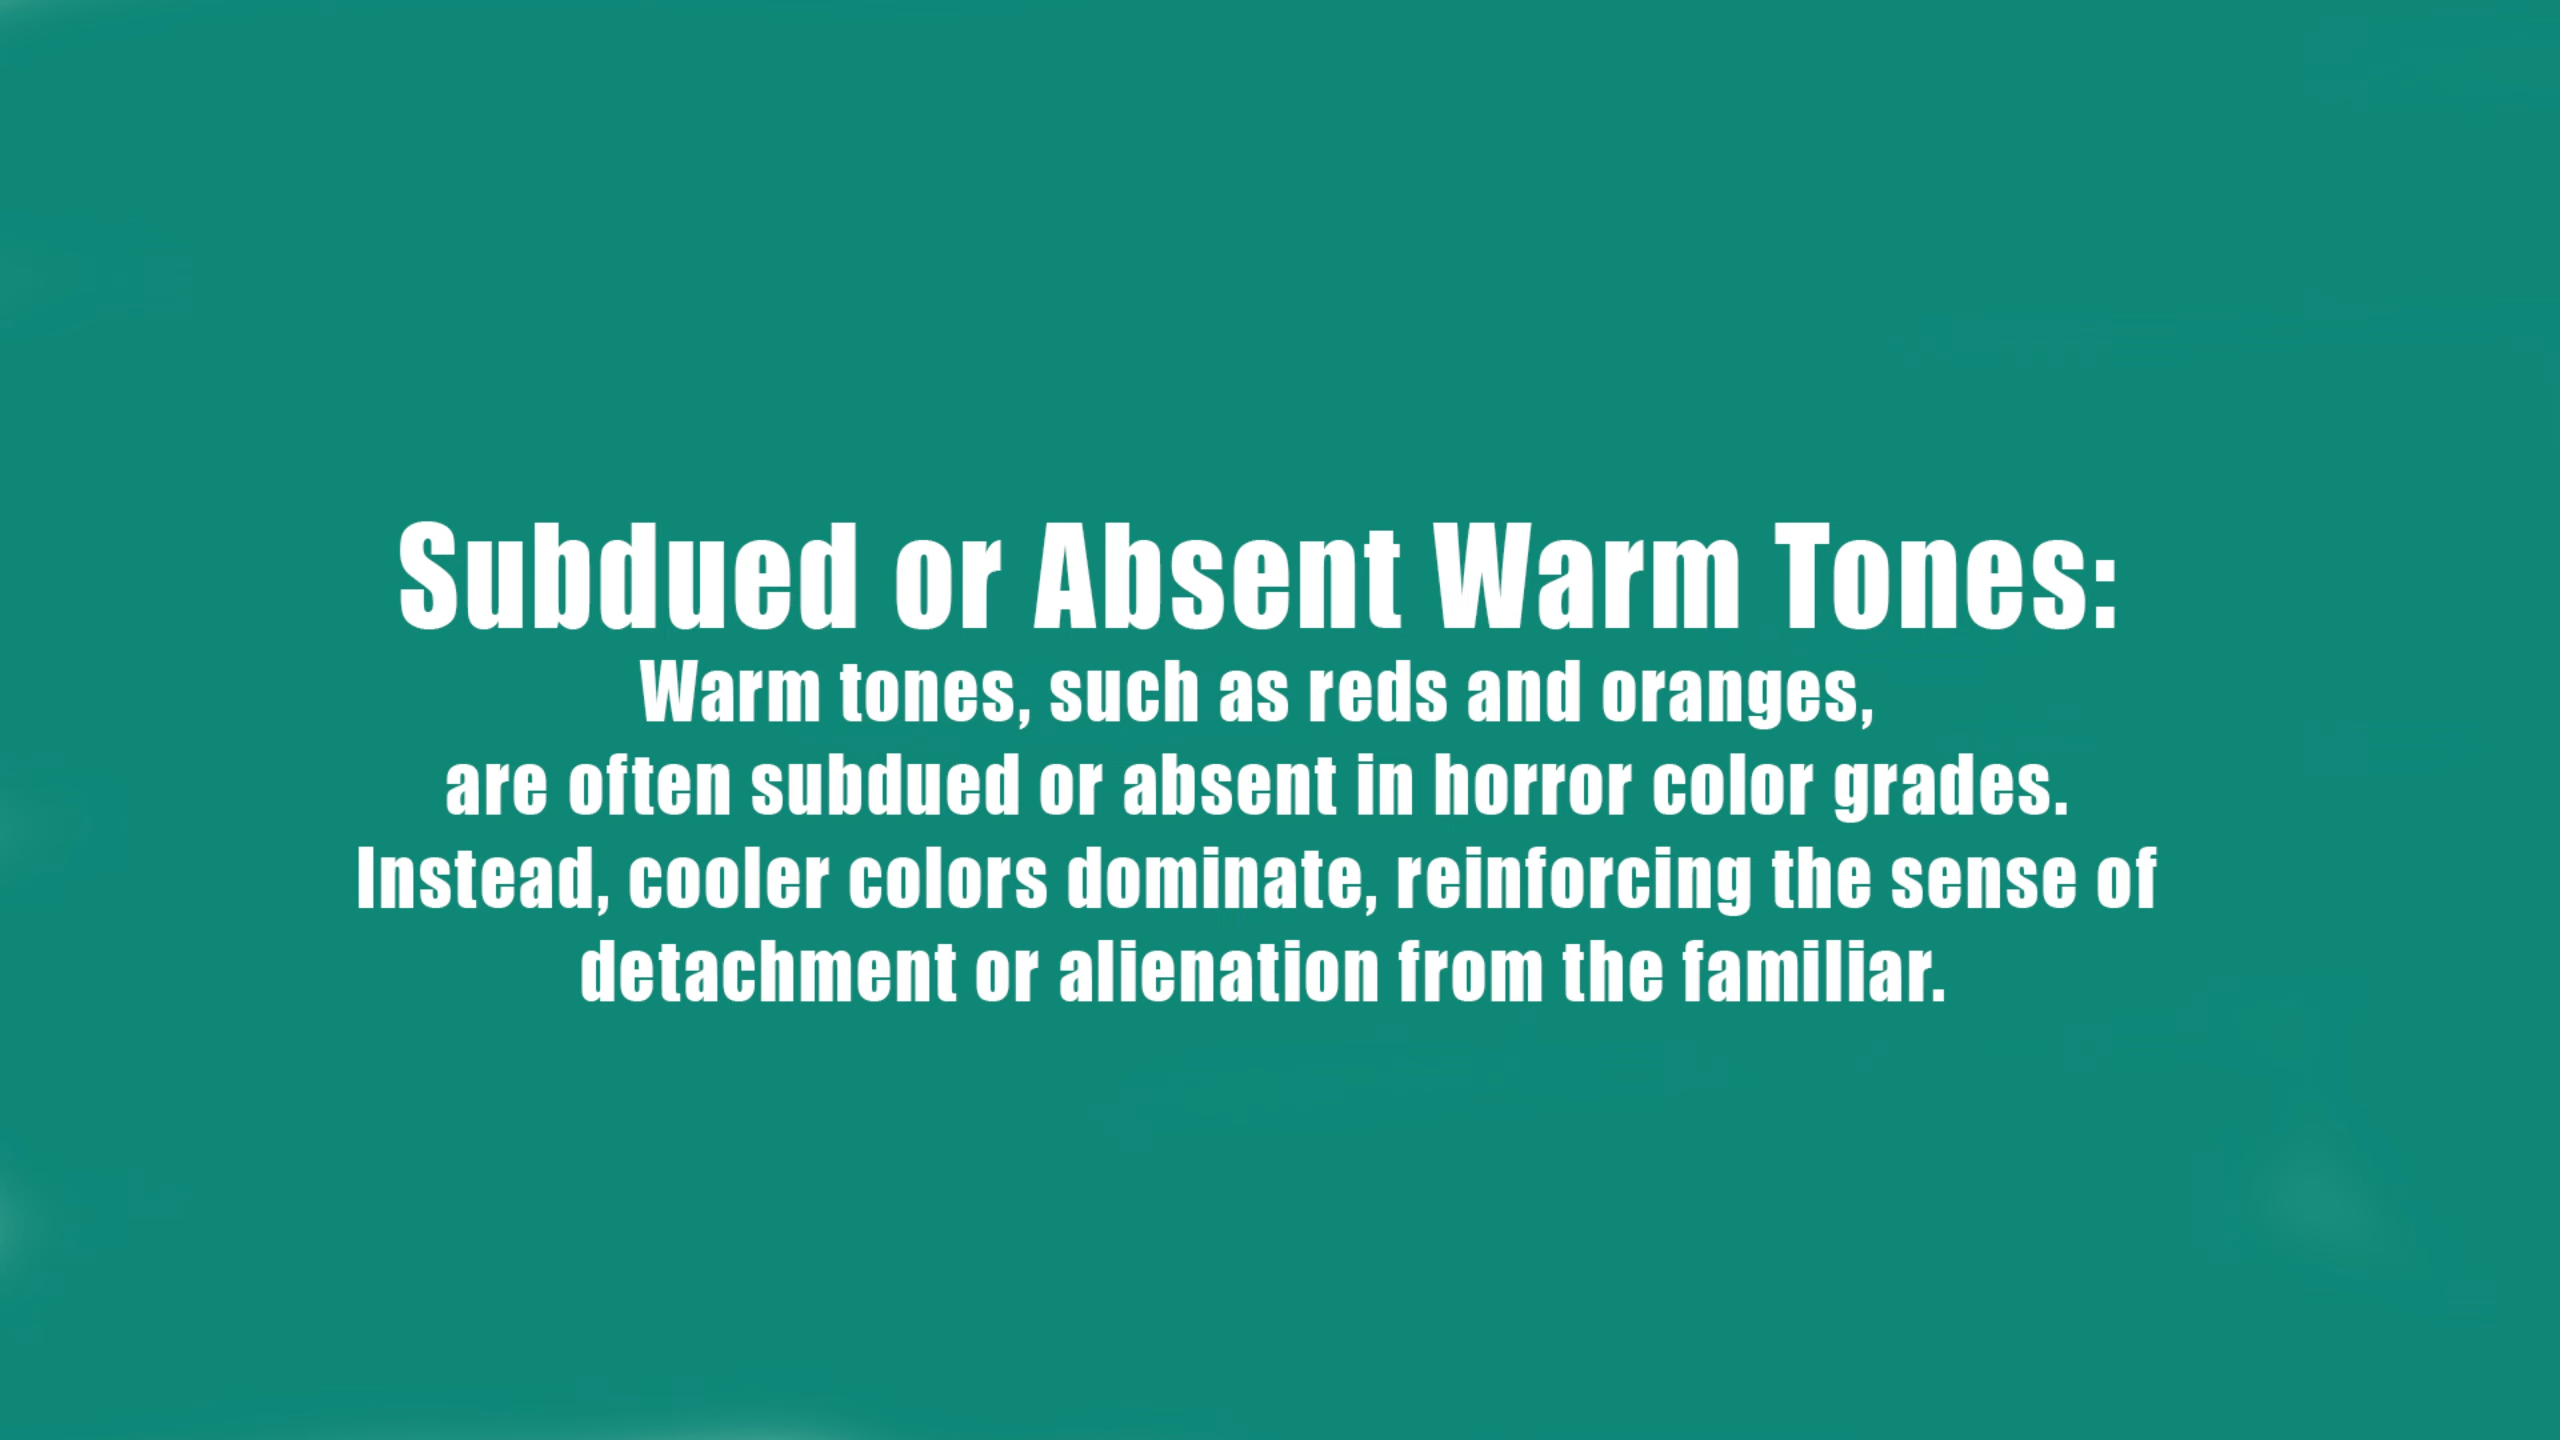 Subdued or Absent Warm Tones:
Warm tones, such as reds and oranges,
are often subdued or absent in horror color grades.
Instead, cooler colors dominate, reinforcing the sense of
detachment or alienation from the familiar.